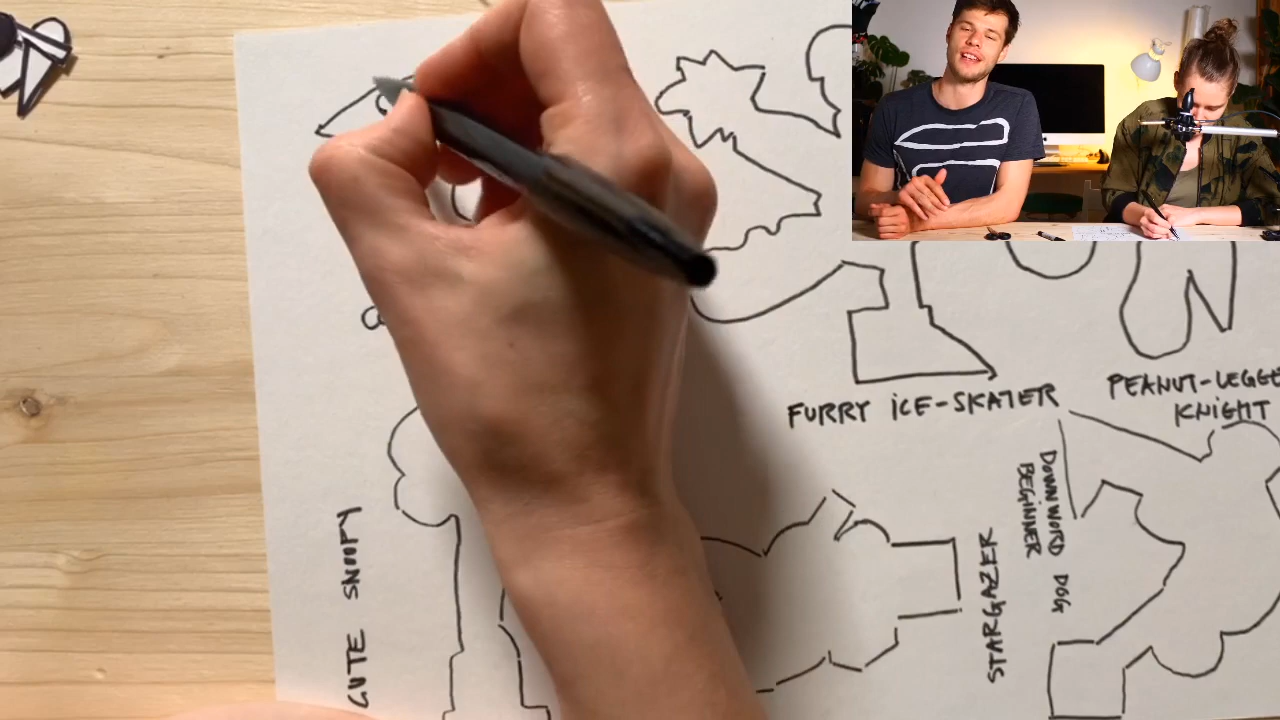 FURRY ICE-SKATER
PEANUT-LEGGE
KNIGHT
DOWNWORD DOG
BEGINNER
STARGAZER
CUTE SNOOPY